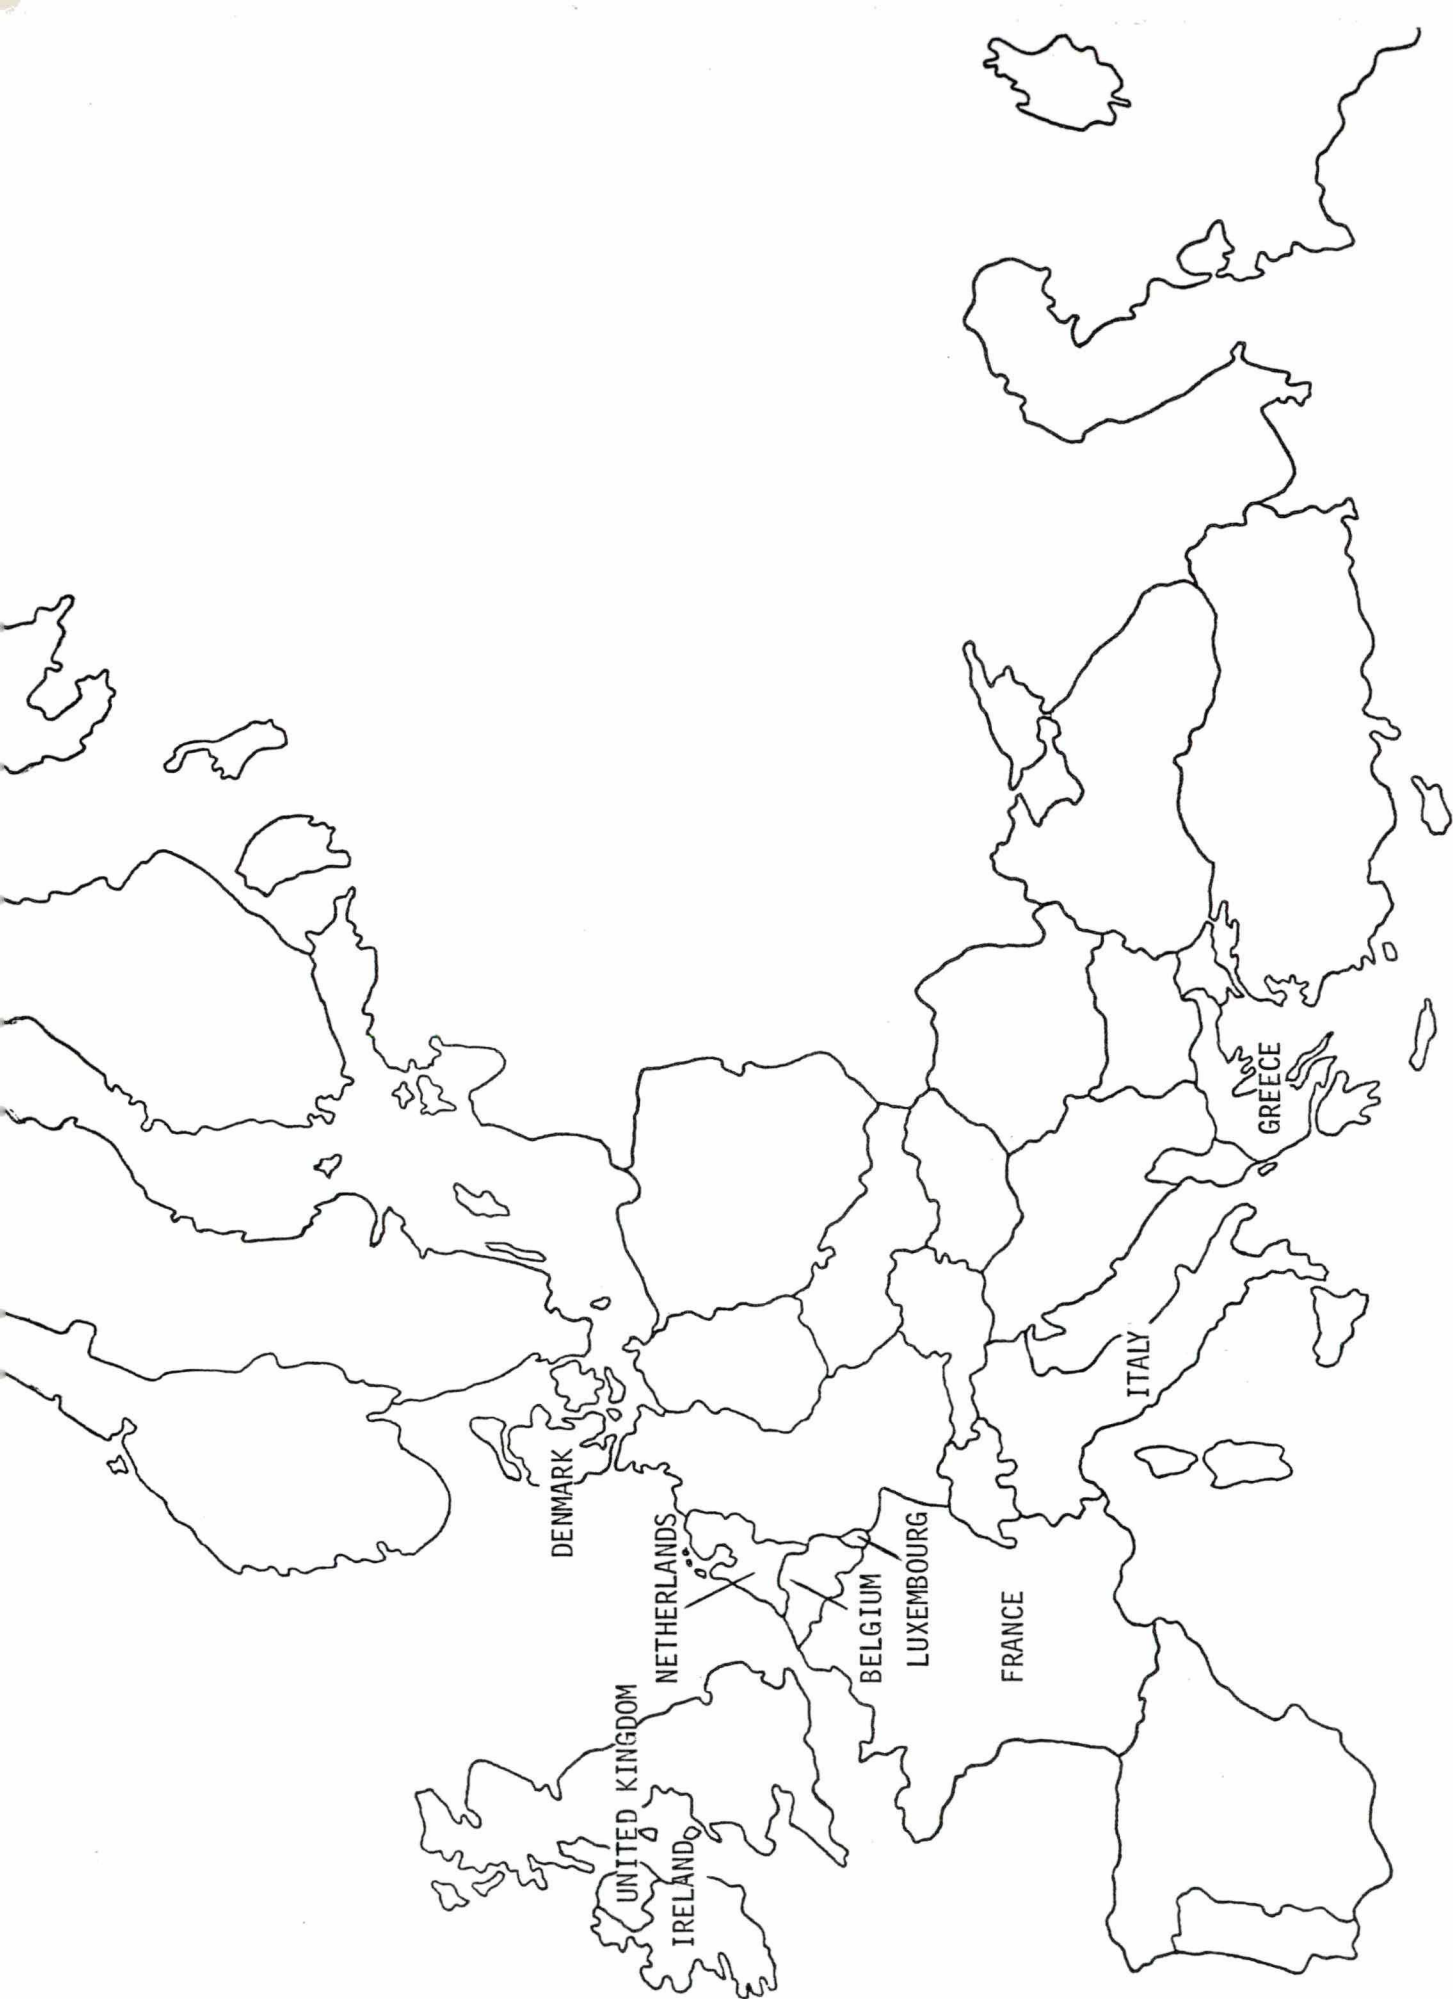 DENMARK
UNITED KINGDOM
IRELAND
NETHERLANDS
BELGIUM
LUXEMBOURG
FRANCE
ITALY
GREECE